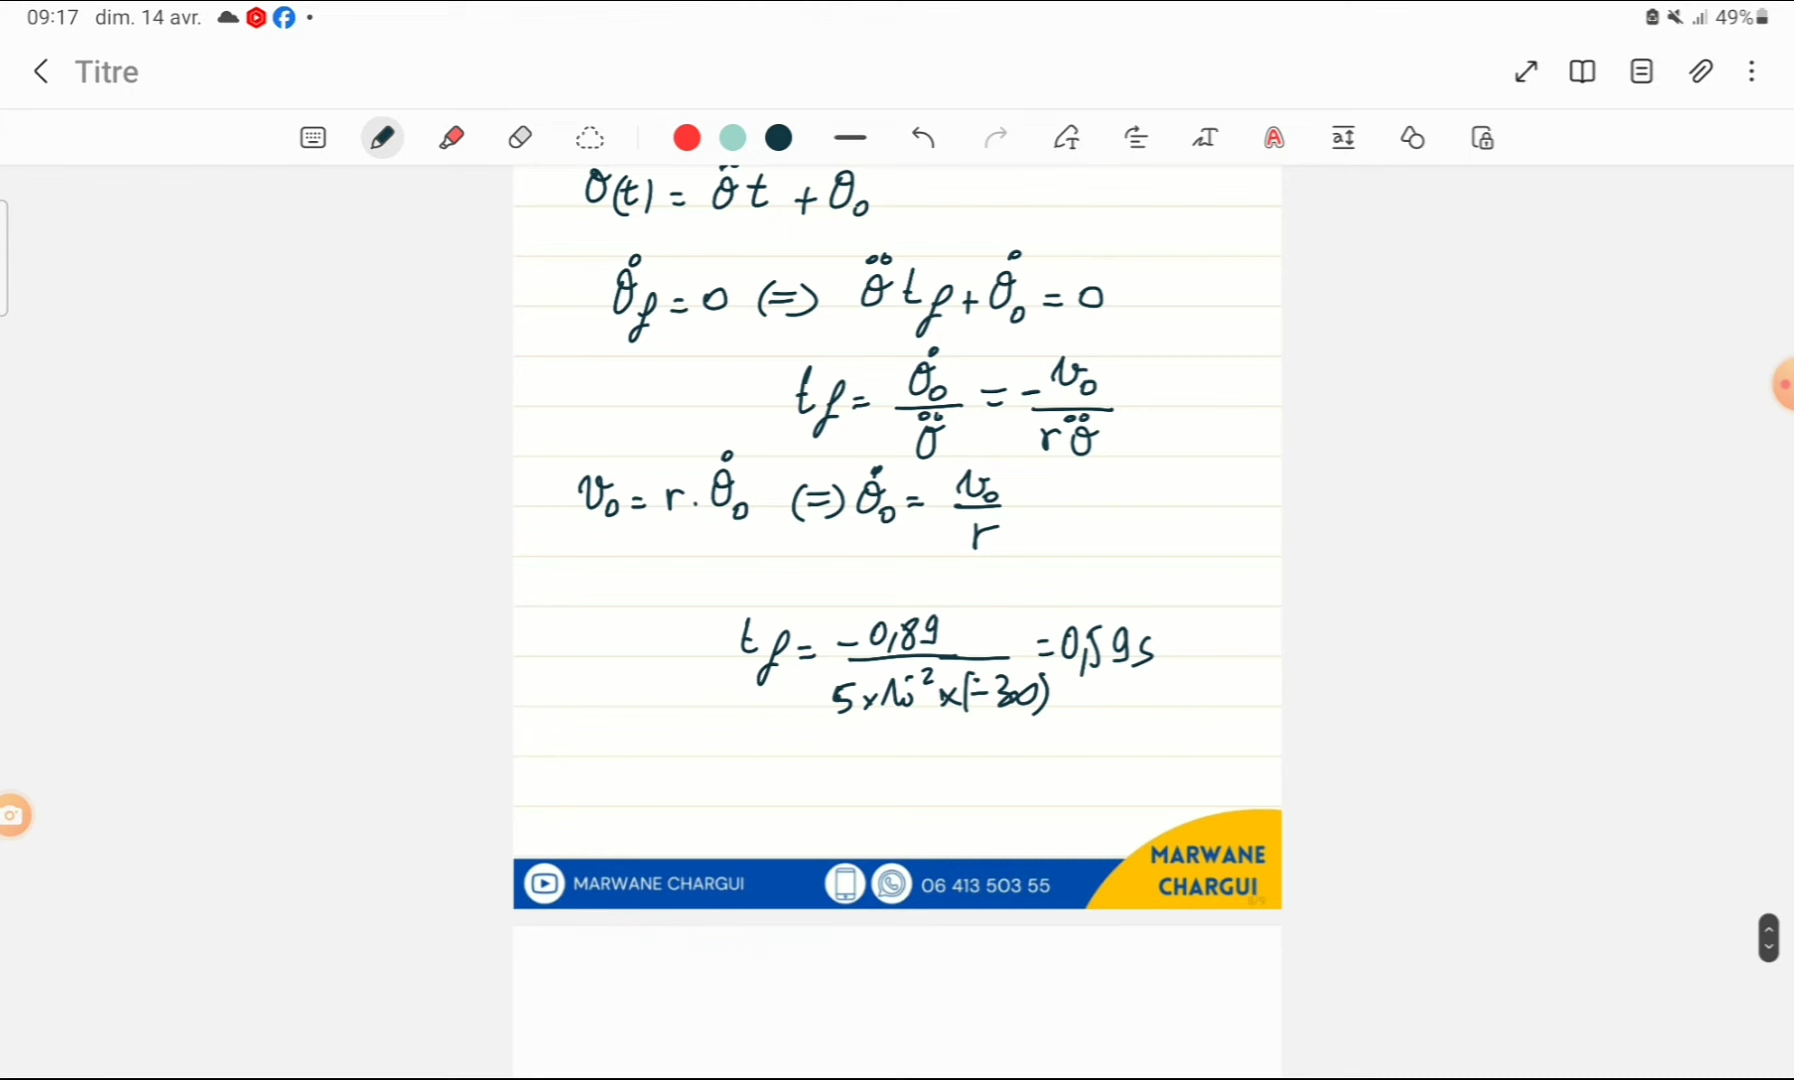 09:17 dim. 14 avr.
49%
Titre
θ(t) = θ̈ t + θ₀
θ̇f = 0 (=) θ̈ tf + θ̇₀ = 0
tf = θ̇₀/θ̈ = - v₀/rθ̈
v₀ = r . θ̇₀ (=) θ̇₀ = v₀/r
tf = -0,89/5×10⁻²×(-30) = 0,59s
MARWANE CHARGUI
06 413 503 55
MARWANE
CHARGUI